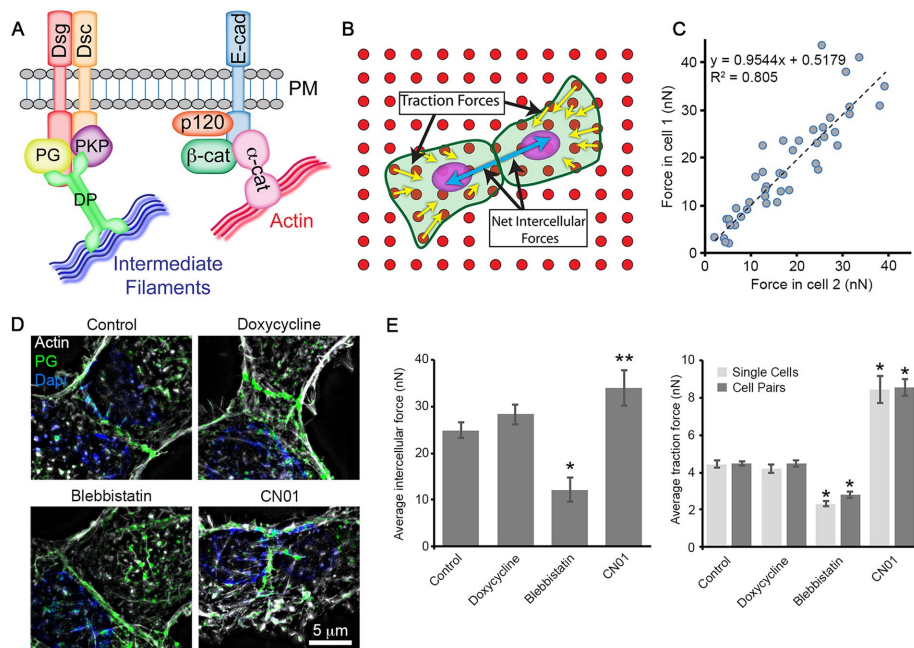 A
Dsg
Dsc
E-cad
PM
PG
PKP
DP
p120
β-cat
α-cat
Actin
Intermediate
Filaments
B
Traction Forces
Net Intercellular
Forces
C
y = 0.9544x + 0.5179
R² = 0.805
Force in cell 1 (nN)
40
30
20
10
0
0
10
20
30
40
Force in cell 2 (nN)
D
Control
Doxycycline
Actin
PG
Dapi
Blebbistatin
CN01
5 μm
E
Average intercellular force (nN)
40
30
20
10
0
*
**
Control
Doxycycline
Blebbistatin
CN01
Average traction force (nN)
10
8
6
4
2
0
Single Cells
Cell Pairs
*
*
*
*
Control
Doxycycline
Blebbistatin
CN01